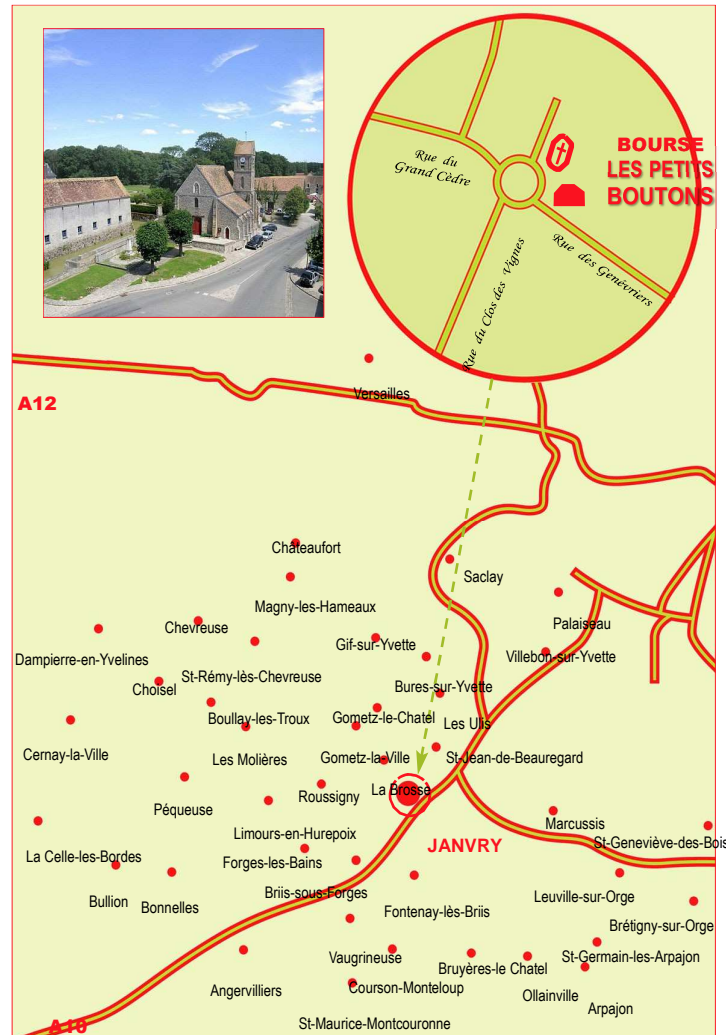 BOURSE
LES PETITS
BOUTONS
Rue du
Grand Cèdre
Rue des Genévriers
Rue du Clos des Vignes
Versailles
A12
Châteaufort
Saclay
Magny-les-Hameaux
Chevreuse
Palaiseau
Gif-sur-Yvette
Dampierre-en-Yvelines
Villebon-sur-Yvette
St-Rémy-lès-Chevreuse
Choisel
Bures-sur-Yvette
Boullay-les-Troux
Gometz-le-Chatel
Les Ulis
Cernay-la-Ville
Les Molières
Gometz-la-Ville
St-Jean-de-Beauregard
La Brosse
Roussigny
Péqueuse
Marcussis
Limours-en-Hurepoix
St-Geneviève-des-Bois
JANVRY
La Celle-les-Bordes
Forges-les-Bains
Briis-sous-Forges
Leuville-sur-Orge
Bullion
Bonnelles
Fontenay-lès-Briis
Brétigny-sur-Orge
Vaugrineuse
St-Germain-les-Arpajon
Bruyères-le Chatel
Angervilliers
Courson-Monteloup
Ollainville
Arpajon
St-Maurice-Montcouronne
A10